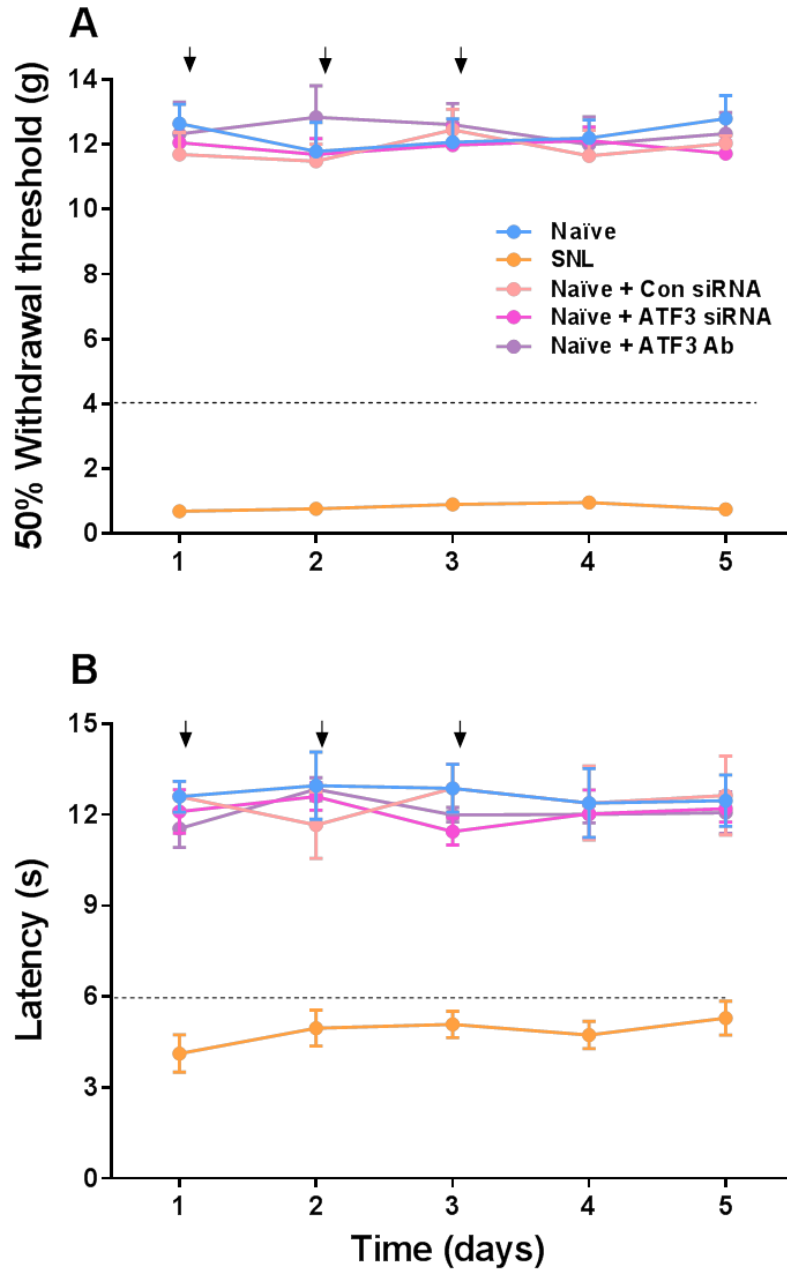 A
50% Withdrawal threshold (g)
14
12
10
8
6
4
2
0
Naïve
SNL
Naïve + Con siRNA
Naïve + ATF3 siRNA
Naïve + ATF3 Ab
1 2 3 4 5
B
Latency (s)
15
12
9
6
3
0
1 2 3 4 5
Time (days)